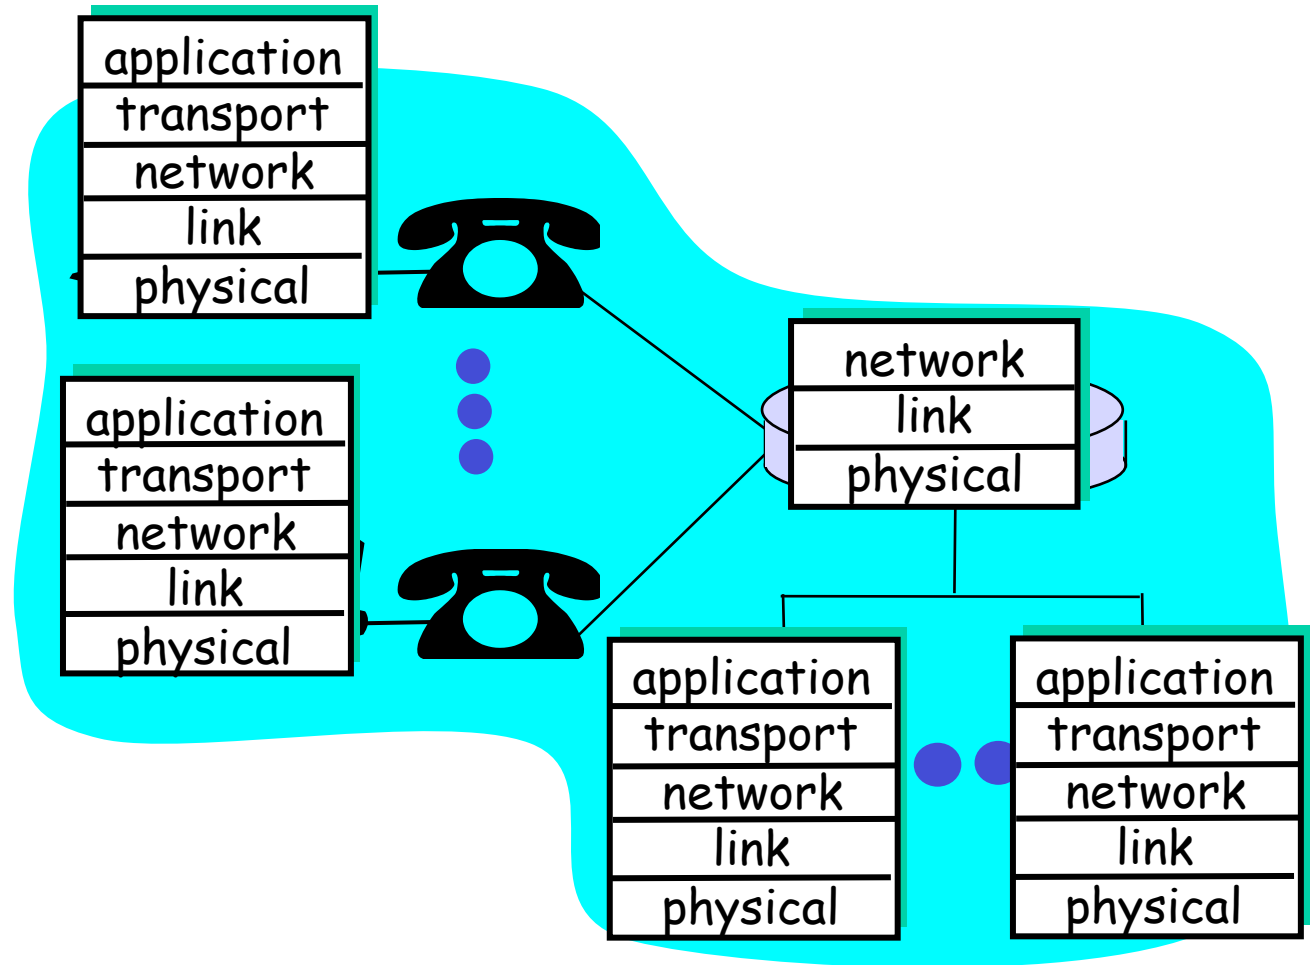 application
transport
network
link
physical
application
transport
network
link
physical
network
link
physical
application
transport
network
link
physical
application
transport
network
link
physical